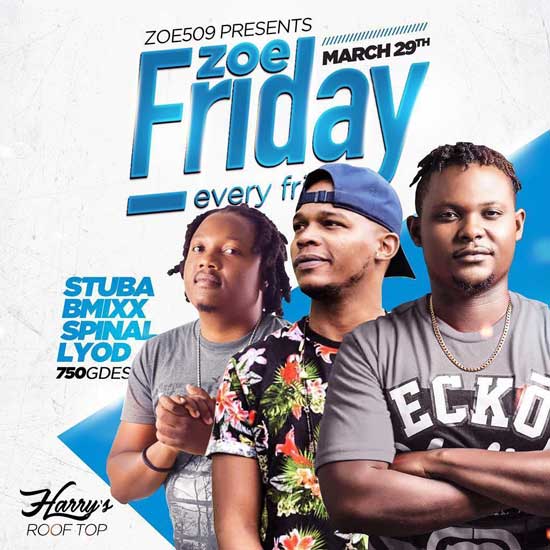 ZOE509 PRESENTS
MARCH 29TH
zoe
Friday
every fri
STUBA
BMIXX
SPINAL
LYOD
750GDES
ECKŌ
Harry's
ROOF TOP